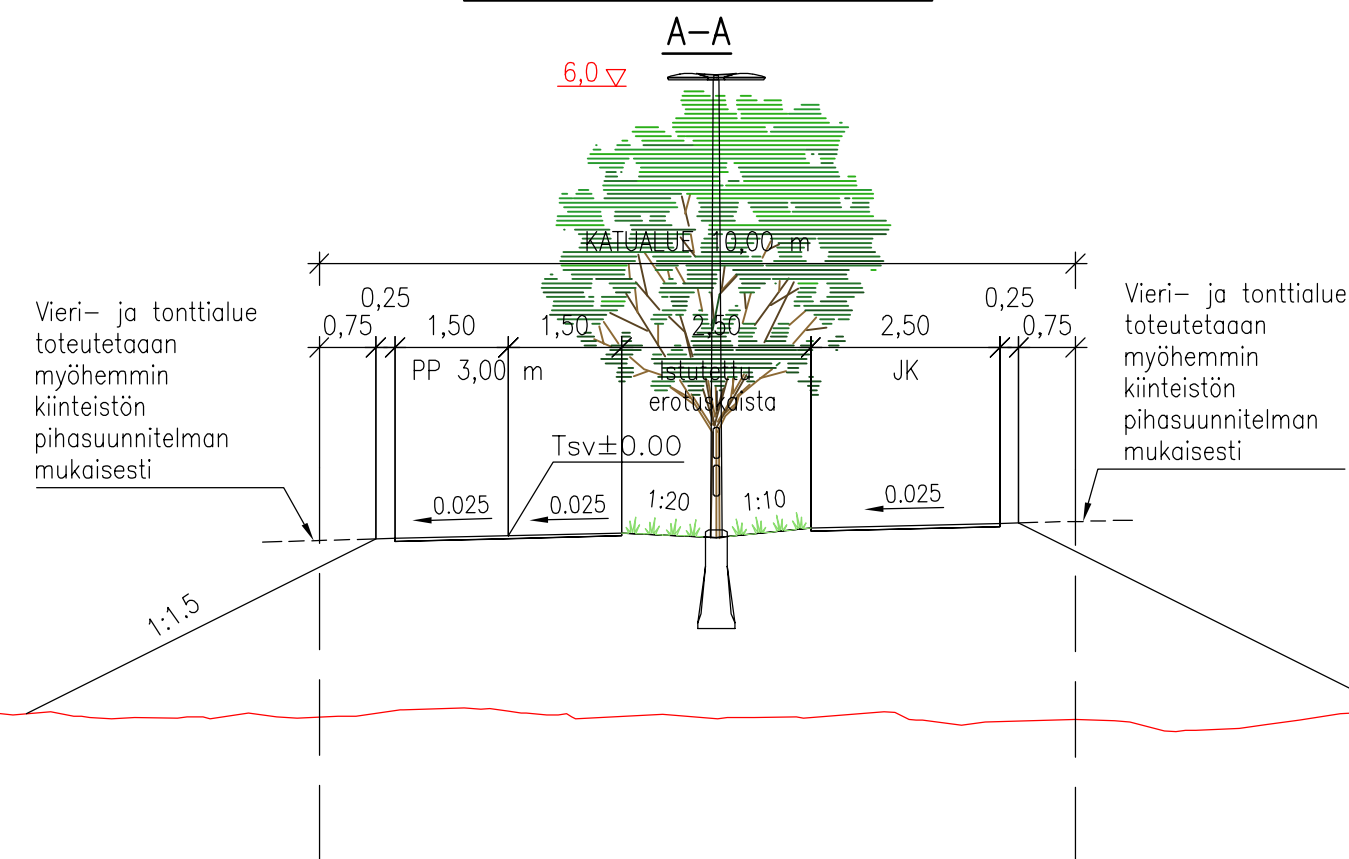 A-A
6,0
KATUALUE 10,00 m
0,25
0,25
0,75
1,50
1,50
2,50
2,50
0,75
PP 3,00 m
Istutettu
erotuskaista
JK
Vieri- ja tonttialue
toteutetaaan
myöhemmin
kiinteistön
pihasuunnitelman
mukaisesti
Vieri- ja tonttialue
toteutetaaan
myöhemmin
kiinteistön
pihasuunnitelman
mukaisesti
Tsv±0.00
0.025
0.025
1:20
1:10
0.025
1:1.5